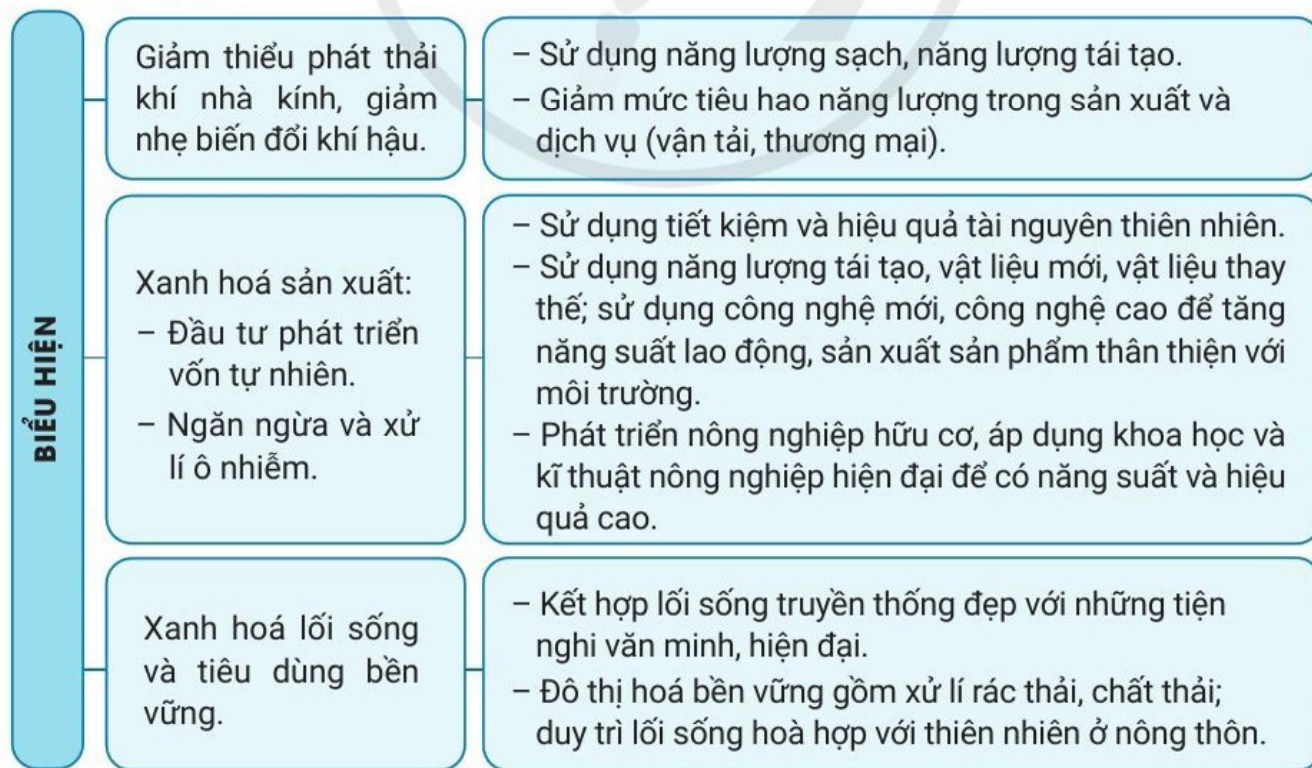 BIỂU HIỆN
Giảm thiểu phát thải
khí nhà kính, giảm
nhẹ biến đổi khí hậu.
– Sử dụng năng lượng sạch, năng lượng tái tạo.
– Giảm mức tiêu hao năng lượng trong sản xuất và
dịch vụ (vận tải, thương mại).
Xanh hoá sản xuất:
– Đầu tư phát triển
vốn tự nhiên.
– Ngăn ngừa và xử
lí ô nhiễm.
– Sử dụng tiết kiệm và hiệu quả tài nguyên thiên nhiên.
– Sử dụng năng lượng tái tạo, vật liệu mới, vật liệu thay
thế; sử dụng công nghệ mới, công nghệ cao để tăng
năng suất lao động, sản xuất sản phẩm thân thiện với
môi trường.
– Phát triển nông nghiệp hữu cơ, áp dụng khoa học và
kĩ thuật nông nghiệp hiện đại để có năng suất và hiệu
quả cao.
Xanh hoá lối sống
và tiêu dùng bền
vững.
– Kết hợp lối sống truyền thống đẹp với những tiện
nghi văn minh, hiện đại.
– Đô thị hoá bền vững gồm xử lí rác thải, chất thải;
duy trì lối sống hoà hợp với thiên nhiên ở nông thôn.